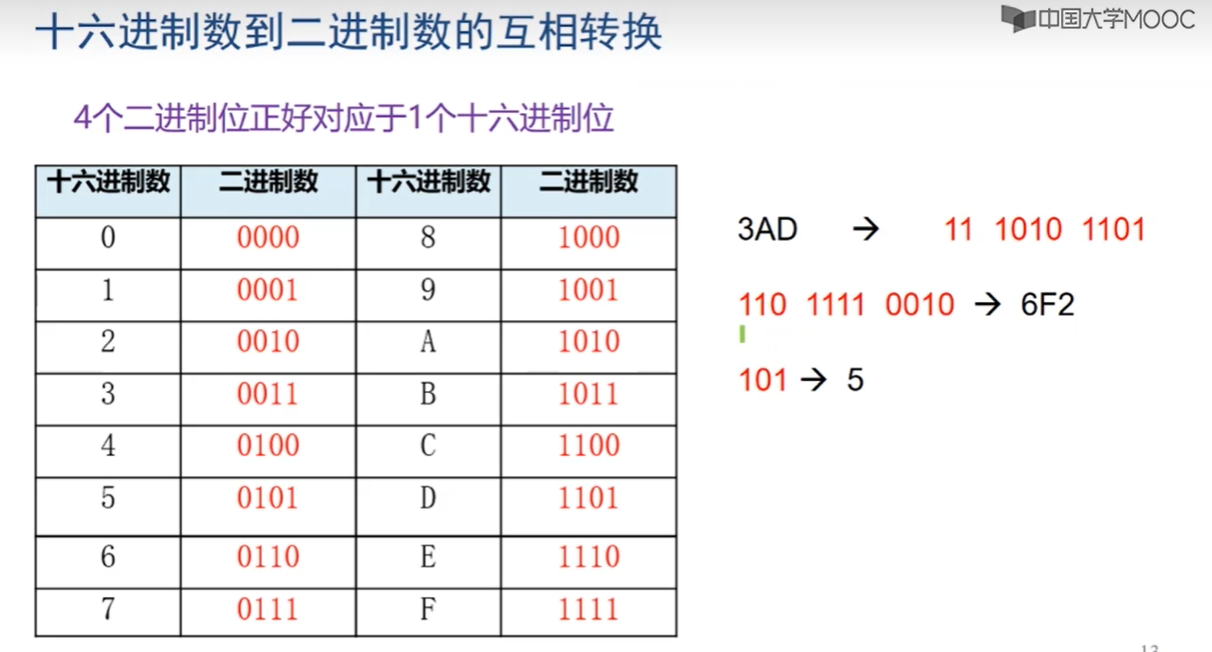 十六进制数到二进制数的互相转换
中国大学MOOC
4个二进制位正好对应于1个十六进制位
十六进制数 二进制数 十六进制数 二进制数
0 0000 8 1000
1 0001 9 1001
2 0010 A 1010
3 0011 B 1011
4 0100 C 1100
5 0101 D 1101
6 0110 E 1110
7 0111 F 1111
3AD → 11 1010 1101
110 1111 0010 → 6F2
101 → 5
13